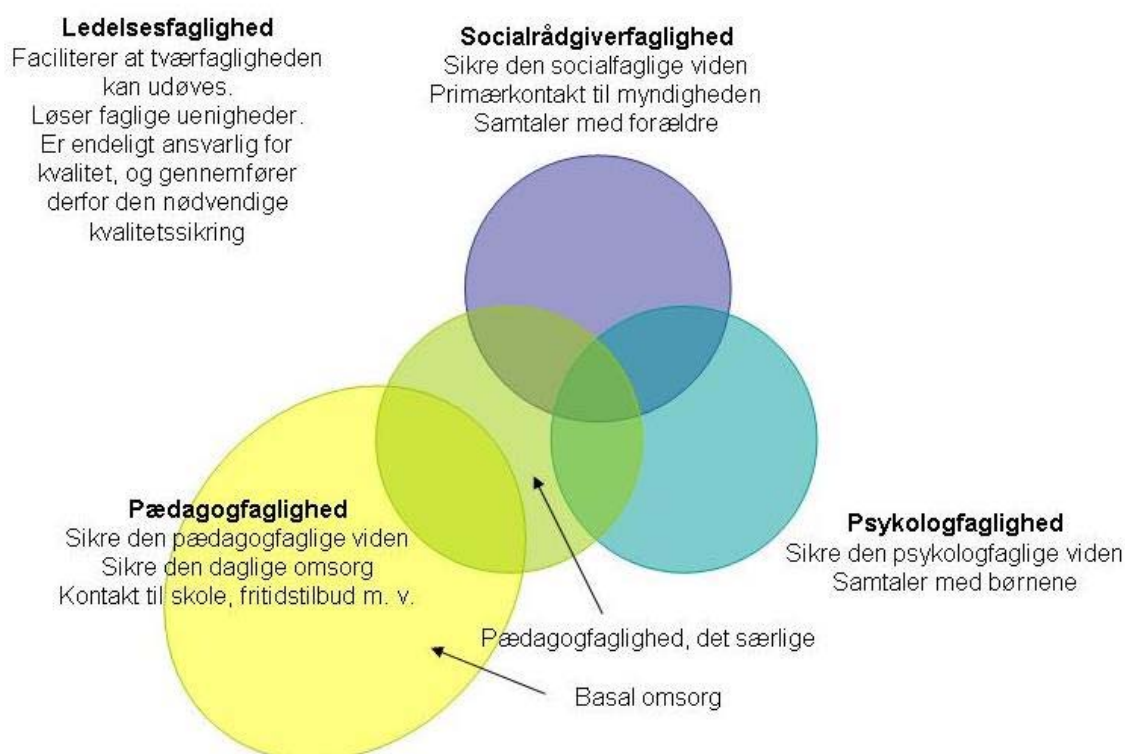 Ledelsesfaglighed
Faciliterer at tværfagligheden
kan udøves.
Løser faglige uenigheder.
Er endeligt ansvarlig for
kvalitet, og gennemfører
derfor den nødvendige
kvalitetssikring
Socialrådgiverfaglighed
Sikre den socialfaglige viden
Primærkontakt til myndigheden
Samtaler med forældre
Pædagogfaglighed
Sikre den pædagogfaglige viden
Sikre den daglige omsorg
Kontakt til skole, fritidstilbud m. v.
Psykologfaglighed
Sikre den psykologfaglige viden
Samtaler med børnene
Pædagogfaglighed, det særlige
Basal omsorg